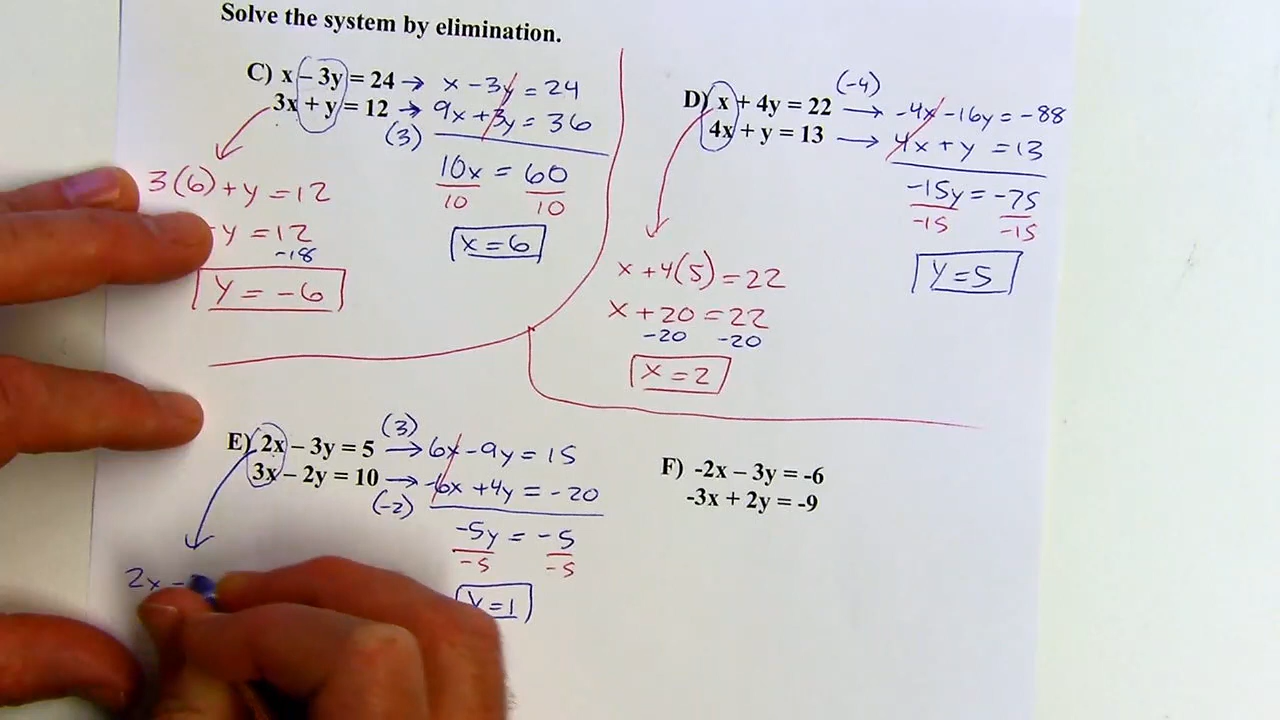 Solve the system by elimination.
C) x – 3y = 24 → x - 3y = 24
3x + y = 12 → 9x + 3y = 36
(3)
10x = 60
10 10
x = 6
3(6) + y = 12
y = 12
-18
y = -6
D) x + 4y = 22 → -4x - 16y = -88
(-4)
4x + y = 13 → 4x + y = 13
-15y = -75
-15 -15
y = 5
x + 4(5) = 22
x + 20 = 22
-20 -20
x = 2
E) 2x – 3y = 5 → 6x - 9y = 15
(3)
3x – 2y = 10 → -6x + 4y = -20
(-2)
-5y = -5
-5 -5
y = 1
2x -
F) -2x – 3y = -6
-3x + 2y = -9